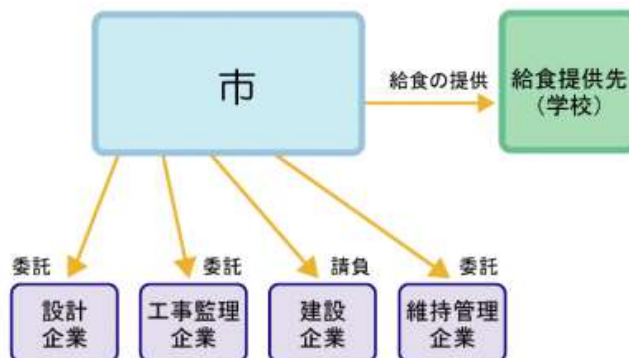 市
給食の提供
給食提供先
（学校）
委託
委託
請負
委託
設計
企業
工事監理
企業
建設
企業
維持管理
企業